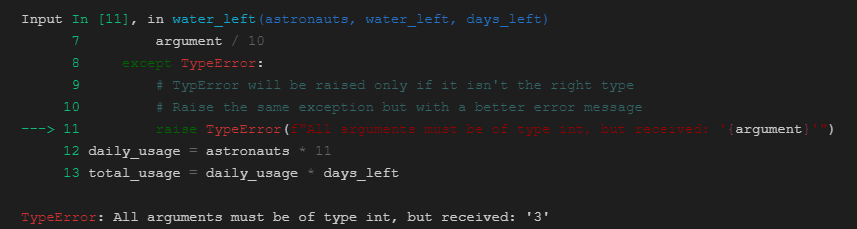 Input In [11], in water_left(astronauts, water_left, days_left)
7 argument / 10
8 except TypeError:
9 # TypError will be raised only if it isn't the right type
10 # Raise the same exception but with a better error message
---> 11 raise TypeError(f"All arguments must be of type int, but received: '{argument}'")
12 daily_usage = astronauts * 11
13 total_usage = daily_usage * days_left
TypeError: All arguments must be of type int, but received: '3'